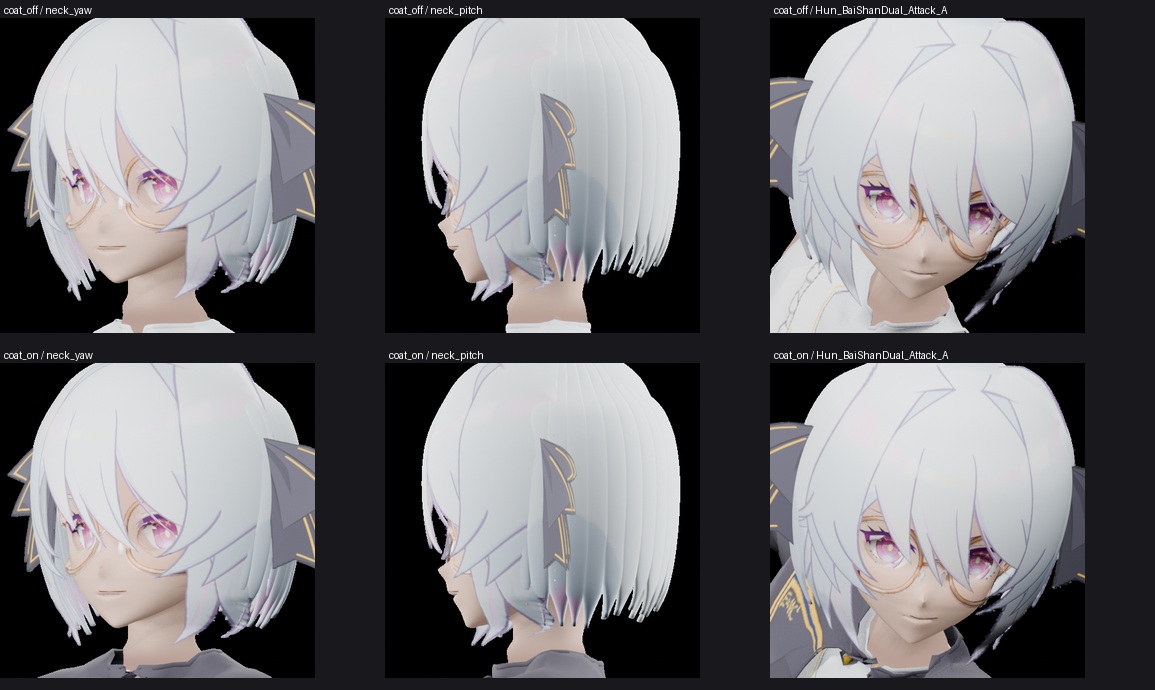 coat_off / neck_yaw
coat_off / neck_pitch
coat_off / Hun_BaiShanDual_Attack_A
coat_on / neck_yaw
coat_on / neck_pitch
coat_on / Hun_BaiShanDual_Attack_A